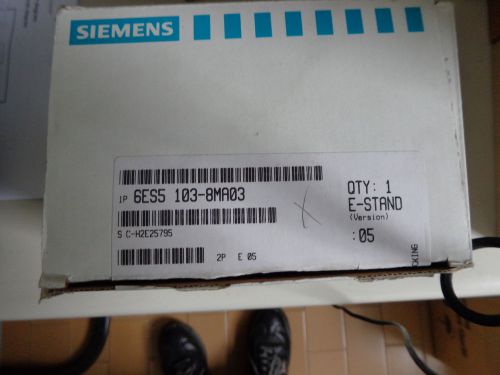 SIEMENS
1P 6ES5 103-8MA03
S C-H2E25795
2P E 05
QTY: 1
E-STAND
(Version)
:05